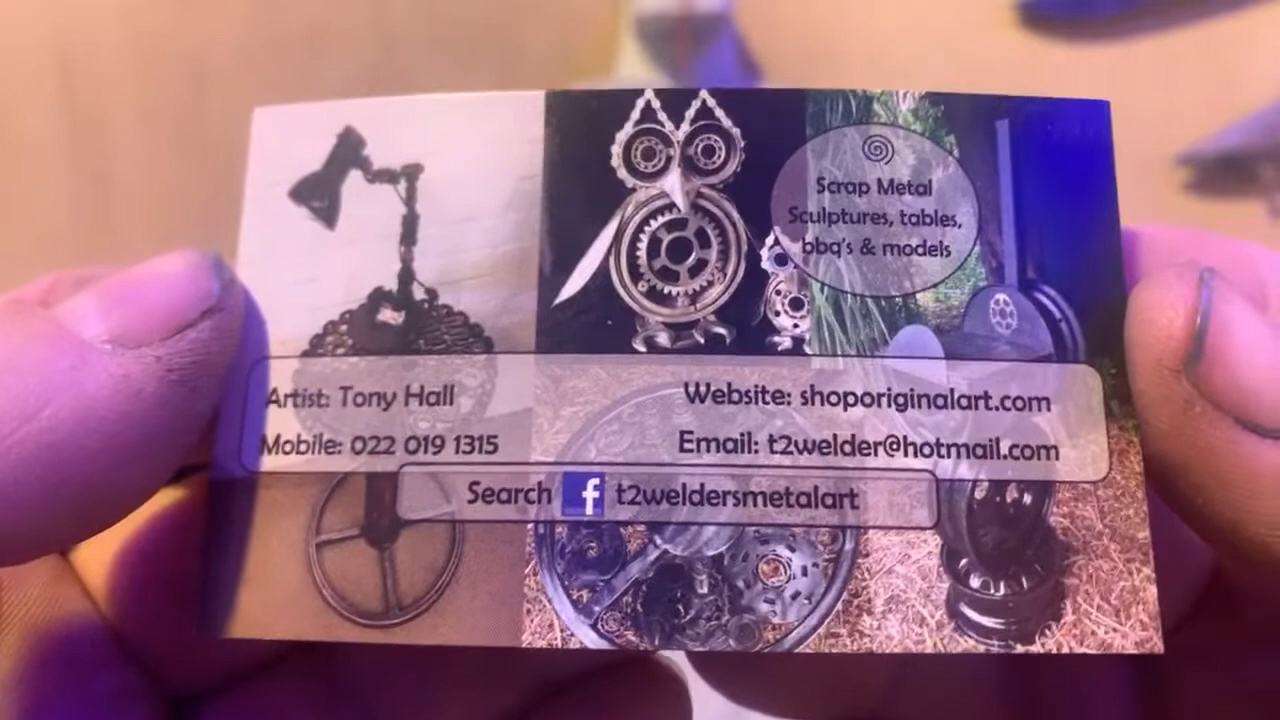 Scrap Metal
Sculptures, tables,
bbq's & models
Artist: Tony Hall
Mobile: 022 019 1315
Website: shoporiginalart.com
Email: t2welder@hotmail.com
Search f t2weldersmetalart